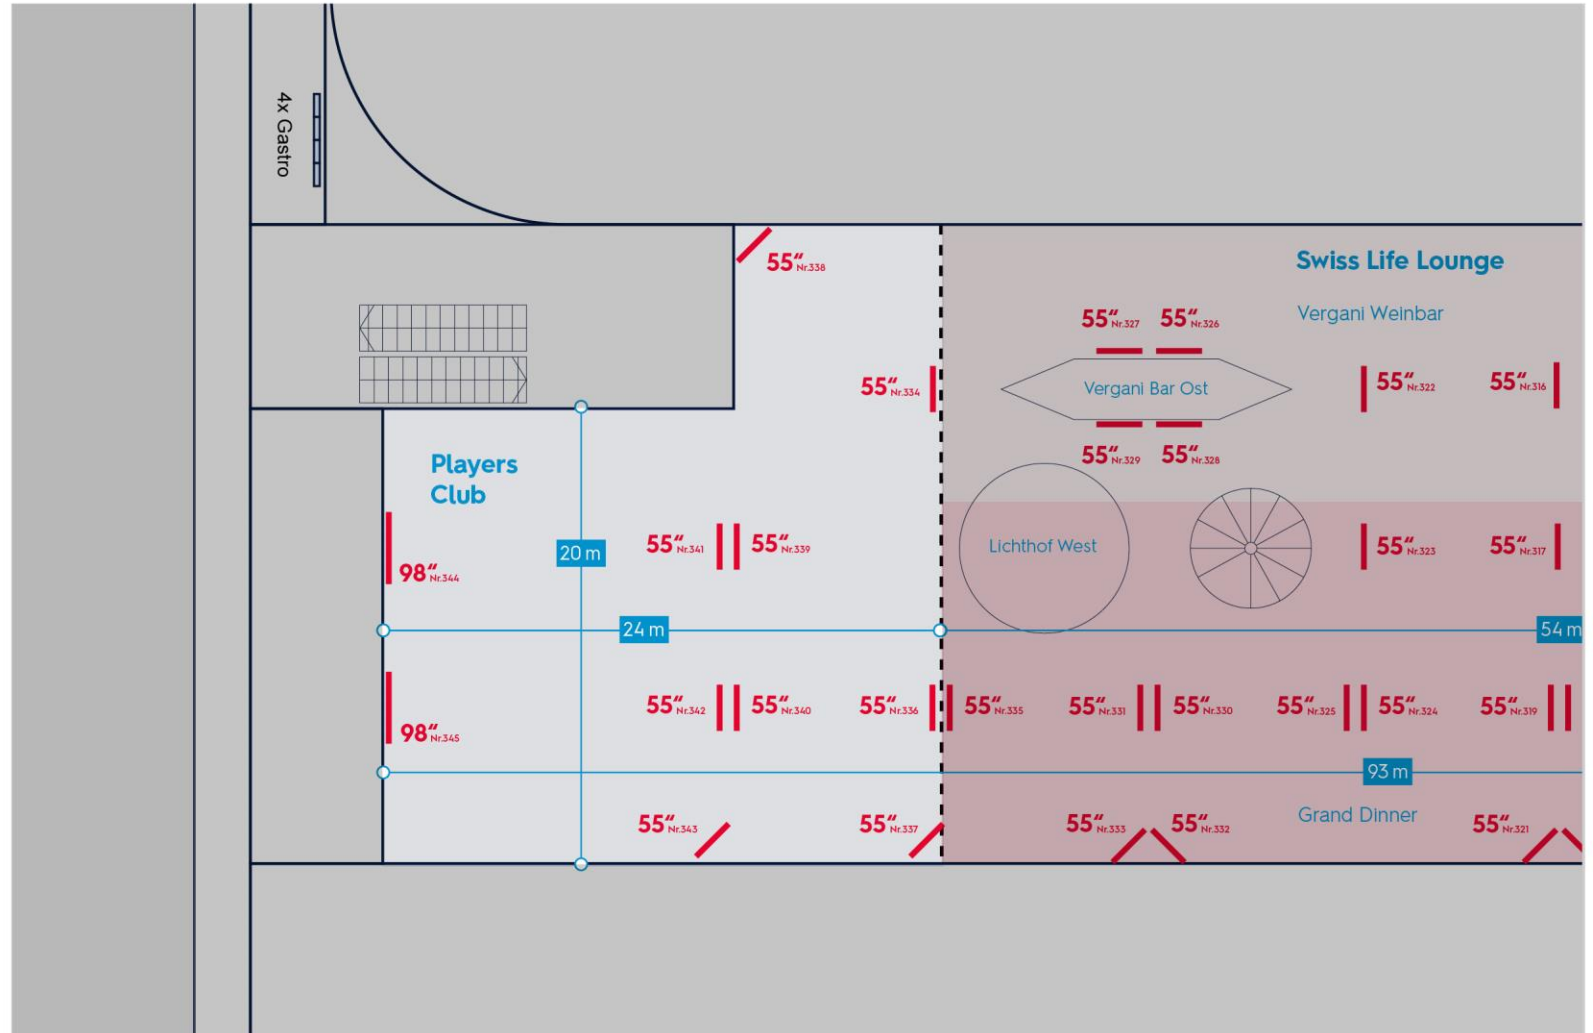 4x Gastro
55“ Nr.338
Swiss Life Lounge
Vergani Weinbar
55“ Nr.327
55“ Nr.326
55“ Nr.334
Vergani Bar Ost
55“ Nr.322
55“ Nr.316
55“ Nr.329
55“ Nr.328
Players
Club
98“ Nr.344
20 m
55“ Nr.341
55“ Nr.339
Lichthof West
55“ Nr.323
55“ Nr.317
24 m
54 m
98“ Nr.345
55“ Nr.342
55“ Nr.340
55“ Nr.336
55“ Nr.335
55“ Nr.331
55“ Nr.330
55“ Nr.325
55“ Nr.324
55“ Nr.319
93 m
Grand Dinner
55“ Nr.343
55“ Nr.337
55“ Nr.333
55“ Nr.332
55“ Nr.321